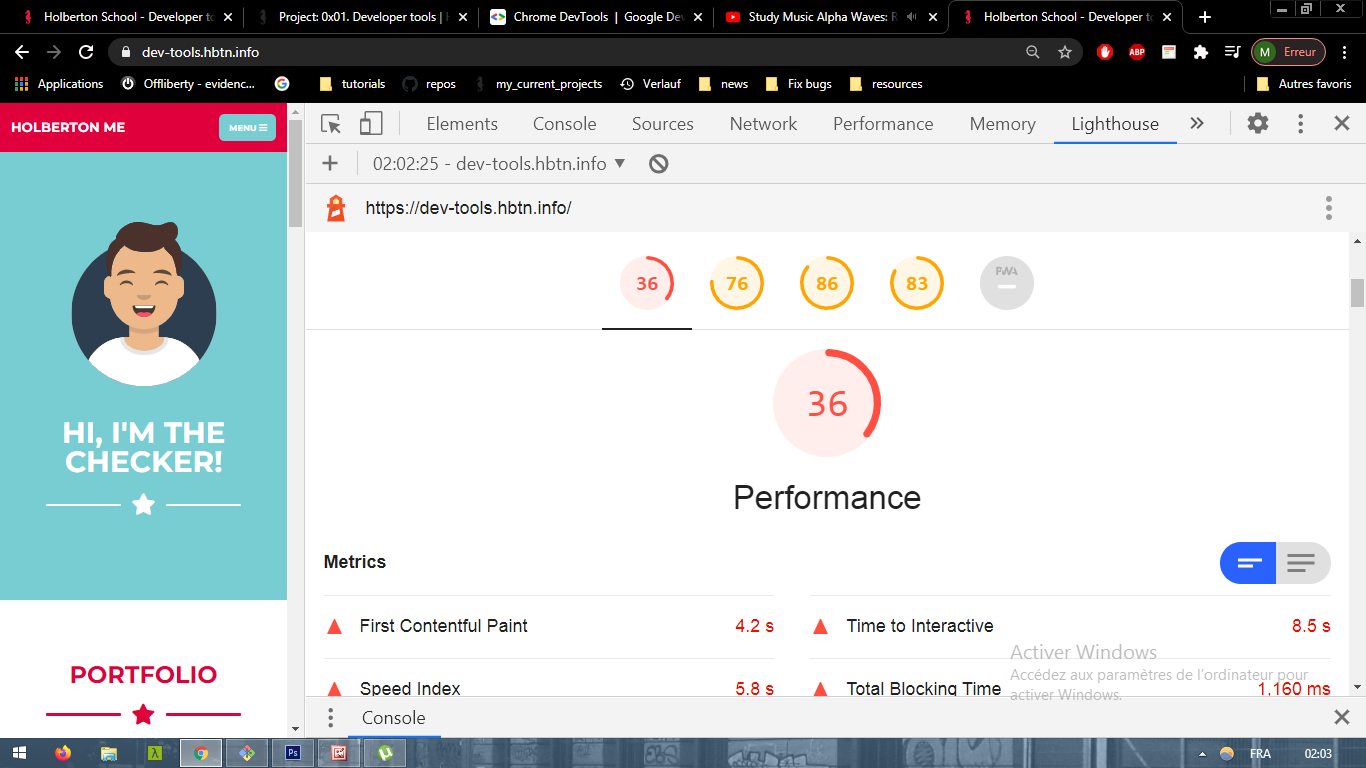 Holberton School - Developer to
Project: 0x01. Developer tools | H
Chrome DevTools | Google Dev
Study Music Alpha Waves: R
Holberton School - Developer to
dev-tools.hbtn.info
ABP
M Erreur
Applications
Offliberty - evidenc...
tutorials
repos
my_current_projects
Verlauf
news
Fix bugs
resources
Autres favoris
HOLBERTON ME
MENU
HI, I'M THE
CHECKER!
PORTFOLIO
Elements Console Sources Network Performance Memory Lighthouse
02:02:25 - dev-tools.hbtn.info
https://dev-tools.hbtn.info/
36 76 86 83 PWA
36
Performance
Metrics
First Contentful Paint 4.2 s
Time to Interactive 8.5 s
Speed Index 5.8 s
Total Blocking Time 1,160 ms
Activer Windows
Accédez aux paramètres de l'ordinateur pour
activer Windows.
Console
Ps
FRA
02:03